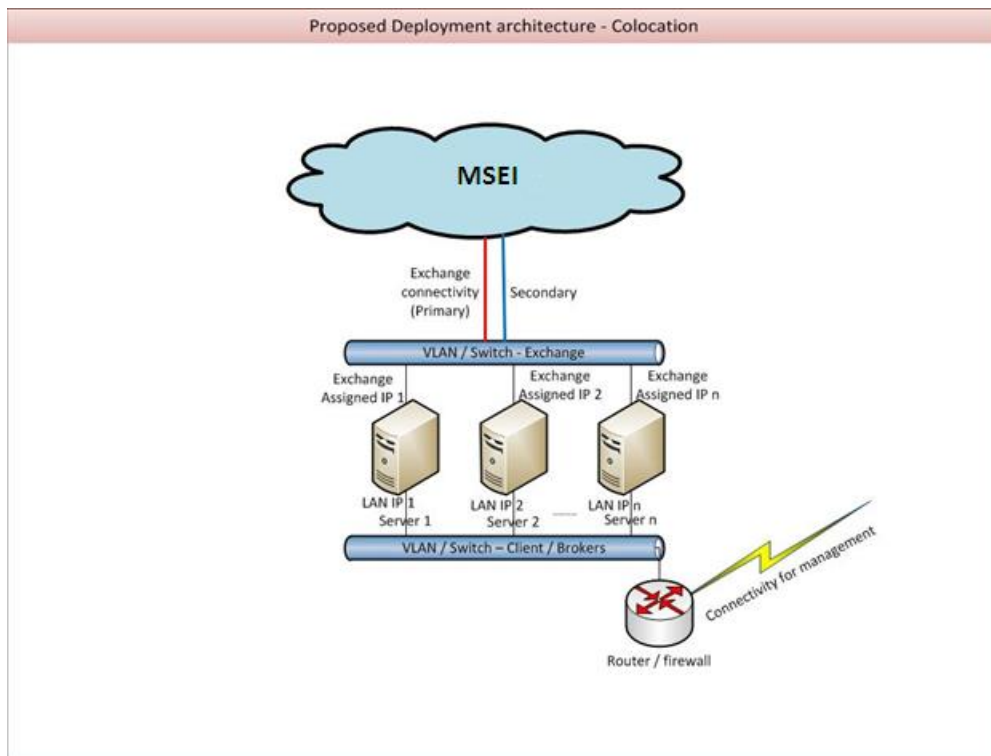 Proposed Deployment architecture - Colocation
MSEI
Exchange
connectivity
(Primary)
Secondary
VLAN / Switch - Exchange
Exchange
Assigned IP 1
Exchange
Assigned IP 2
Exchange
Assigned IP n
LAN IP 1
Server 1
LAN IP 2
Server 2
LAN IP n
Server n
VLAN / Switch – Client / Brokers
Connectivity for management
Router / firewall